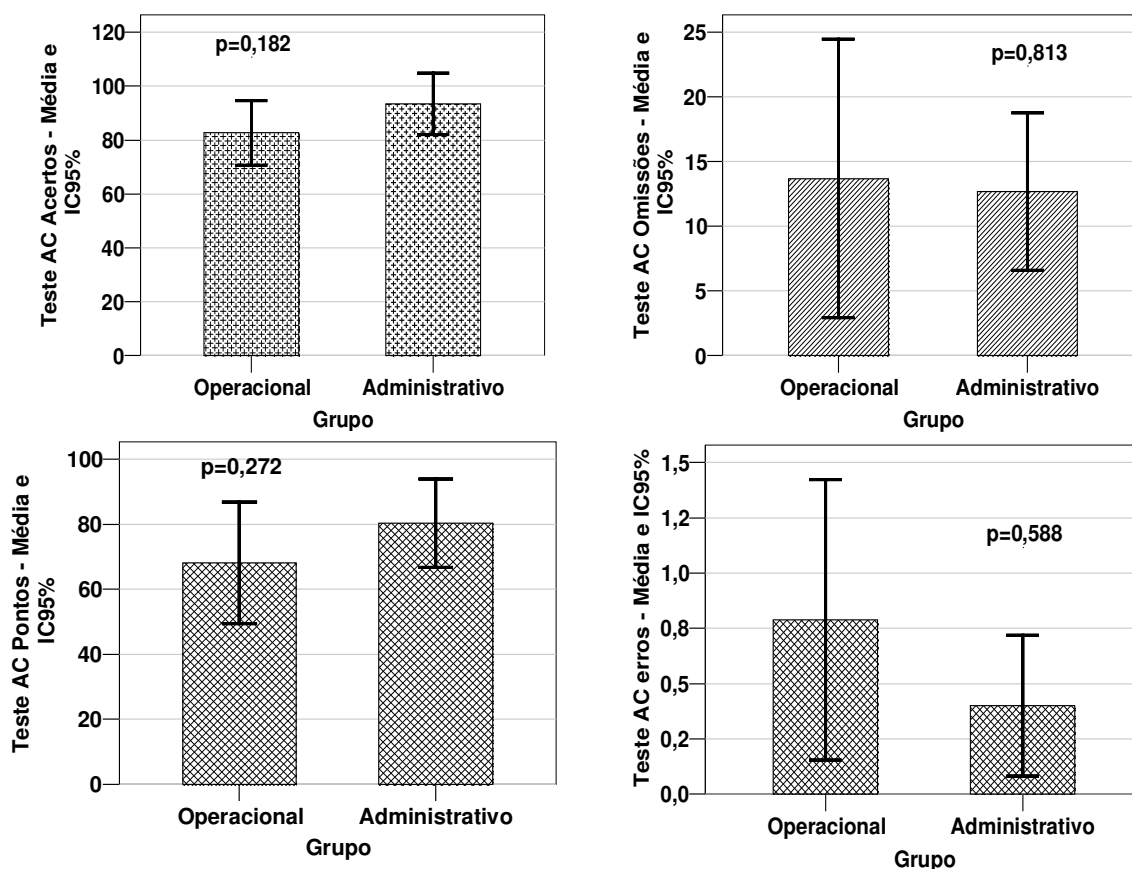 Teste AC Acertos - Média e
IC95%
120
100
80
60
40
20
0
p=0,182
Operacional
Administrativo
Grupo
Teste AC Omissões - Média e
IC95%
25
20
15
10
5
0
p=0,813
Operacional
Administrativo
Grupo
Teste AC Pontos - Média e
IC95%
100
80
60
40
20
0
p=0,272
Operacional
Administrativo
Grupo
Teste AC erros - Média e IC95%
1,5
1,2
1,0
0,8
0,5
0,2
0,0
p=0,588
Operacional
Administrativo
Grupo